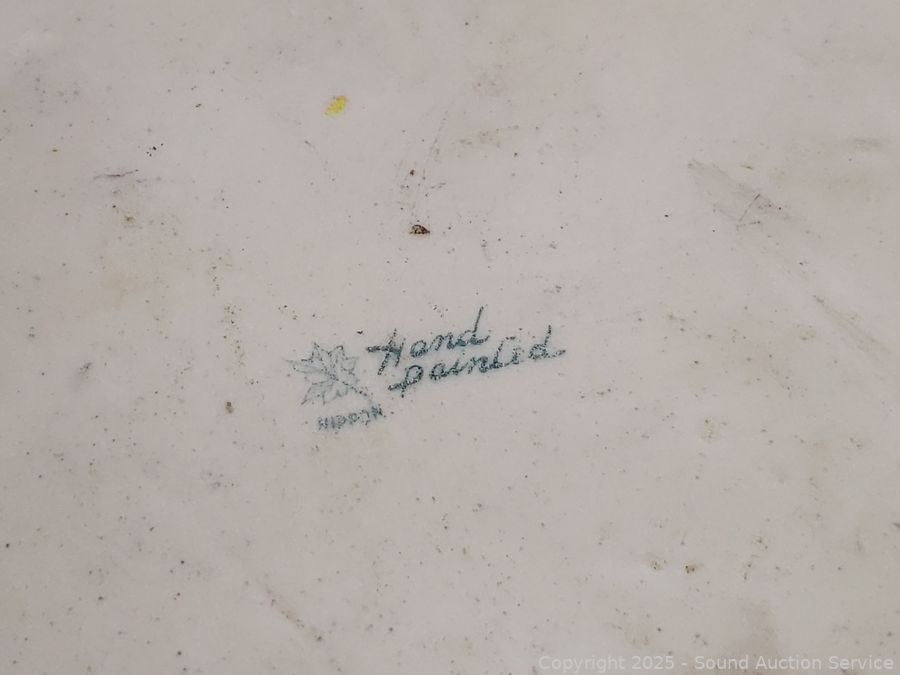 Hand
painted
NIPPON
Copyright © 2025 - Sound Auction Service